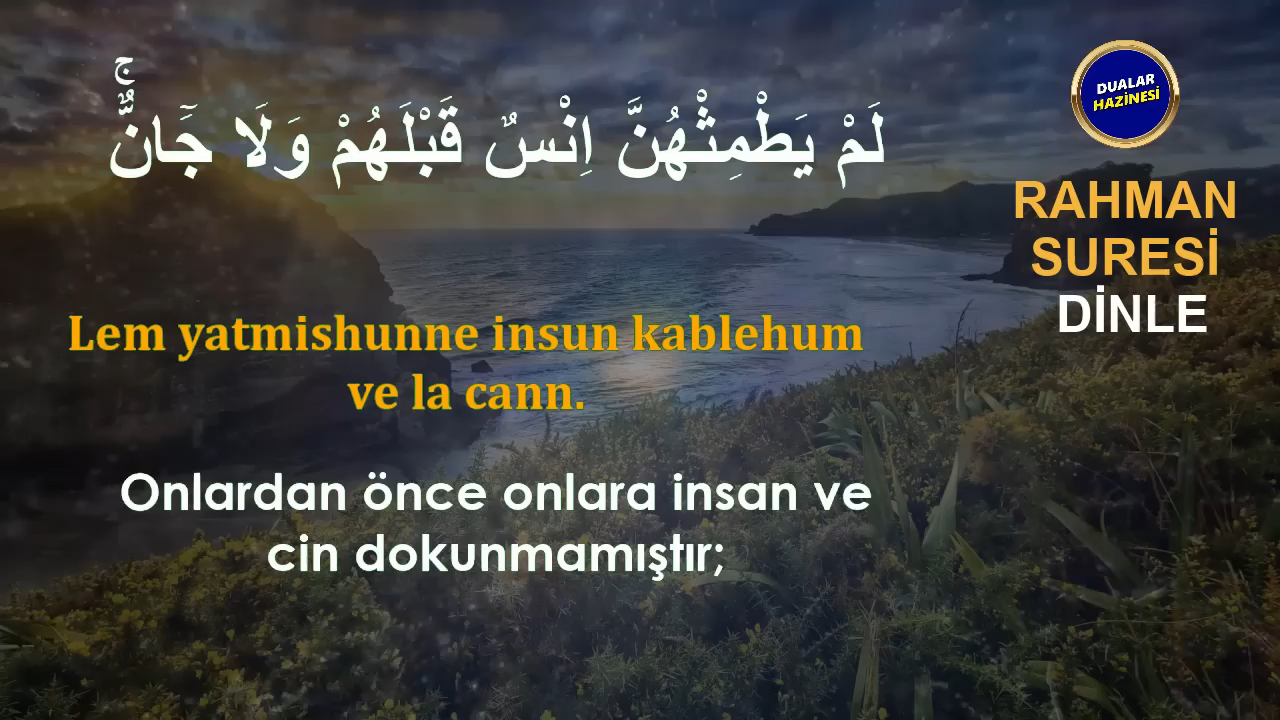 لَمْ يَطْمِثْهُنَّ اِنْسٌ قَبْلَهُمْ وَلَا جَٓانٌّۚ
DUALAR
HAZİNESİ
RAHMAN
SURESİ
DİNLE
Lem yatmishunne insun kablehum
ve la cann.
Onlardan önce onlara insan ve
cin dokunmamıştır;